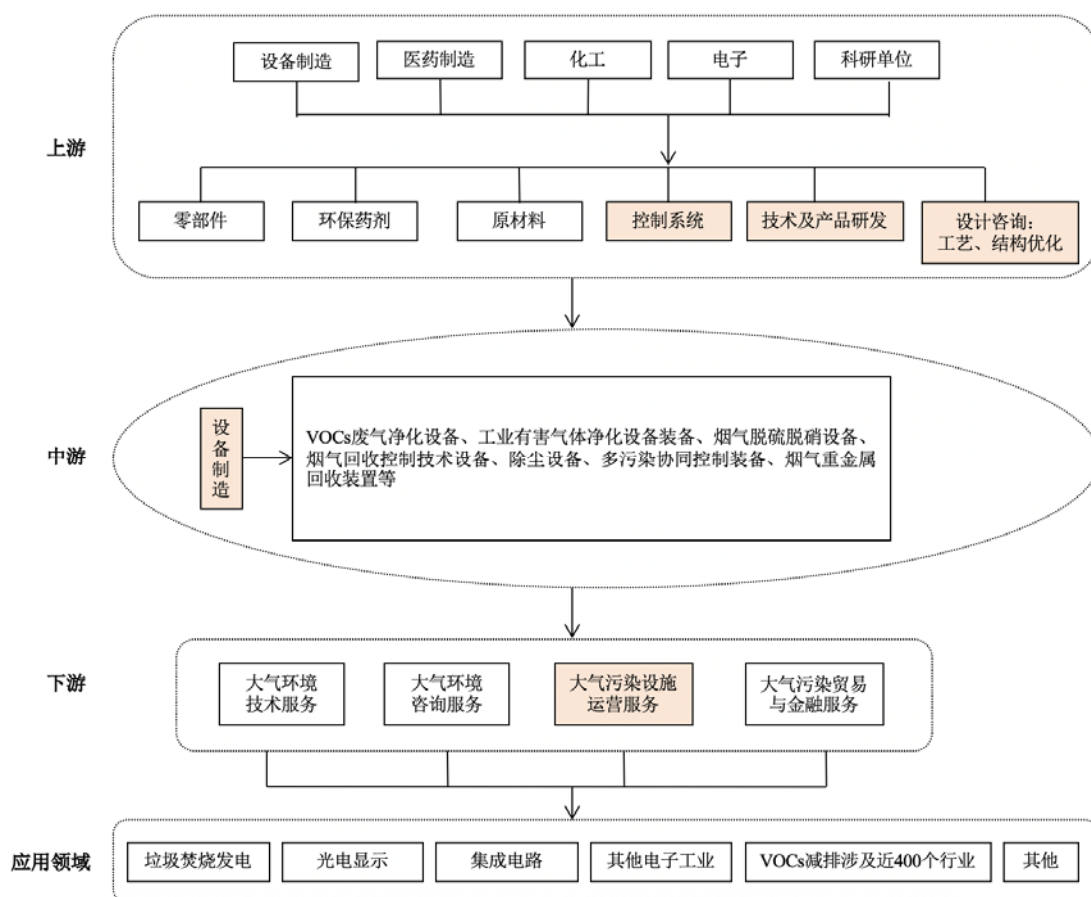 上游
设备制造
医药制造
化工
电子
科研单位
零部件
环保药剂
原材料
控制系统
技术及产品研发
设计咨询：
工艺、结构优化
中游
设备制造
VOCs废气净化设备、工业有害气体净化设备装备、烟气脱硫脱硝设备、
烟气回收控制技术设备、除尘设备、多污染协同控制装备、烟气重金属
回收装置等
下游
大气环境
技术服务
大气环境
咨询服务
大气污染设施
运营服务
大气污染贸易
与金融服务
应用领域
垃圾焚烧发电
光电显示
集成电路
其他电子工业
VOCs减排涉及近400个行业
其他